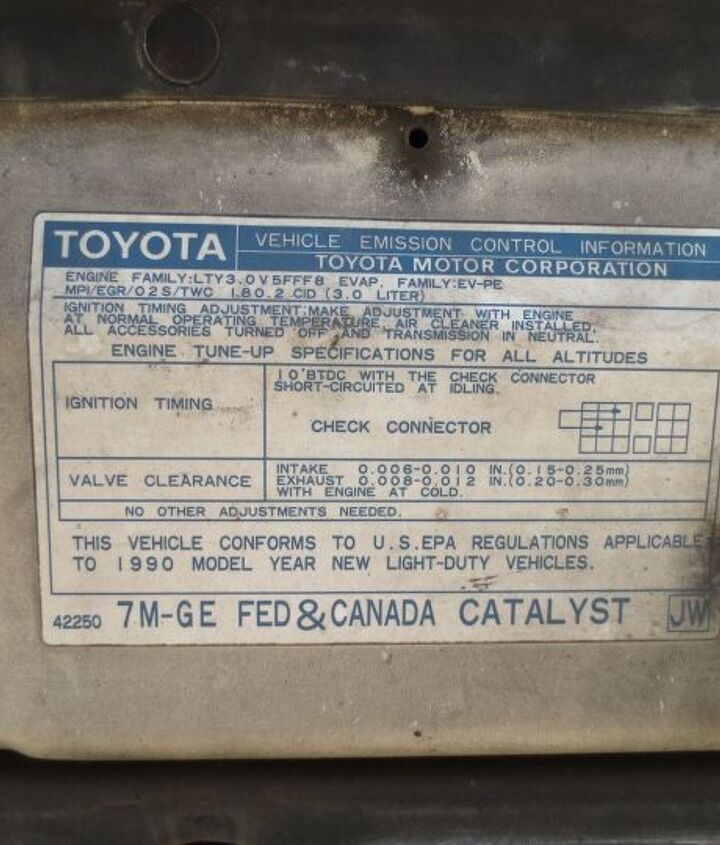 TOYOTA VEHICLE EMISSION CONTROL INFORMATION
TOYOTA MOTOR CORPORATION
ENGINE FAMILY:LTY3.0V5FFF8 EVAP. FAMILY:EV-PE
MPI/EGR/O2S/TWC 180.2 CID (3.0 LITER)
IGNITION TIMING ADJUSTMENT:MAKE ADJUSTMENT WITH ENGINE
AT NORMAL OPERATING TEMPERATURE, AIR CLEANER INSTALLED,
ALL ACCESSORIES TURNED OFF AND TRANSMISSION IN NEUTRAL.
ENGINE TUNE-UP SPECIFICATIONS FOR ALL ALTITUDES
IGNITION TIMING
10°BTDC WITH THE CHECK CONNECTOR
SHORT-CIRCUITED AT IDLING.
CHECK CONNECTOR
VALVE CLEARANCE
INTAKE 0.006-0.010 IN.(0.15-0.25mm)
EXHAUST 0.008-0.012 IN.(0.20-0.30mm)
WITH ENGINE AT COLD.
NO OTHER ADJUSTMENTS NEEDED.
THIS VEHICLE CONFORMS TO U.S.EPA REGULATIONS APPLICABLE
TO 1990 MODEL YEAR NEW LIGHT-DUTY VEHICLES.
42250 7M-GE FED&CANADA CATALYST JW